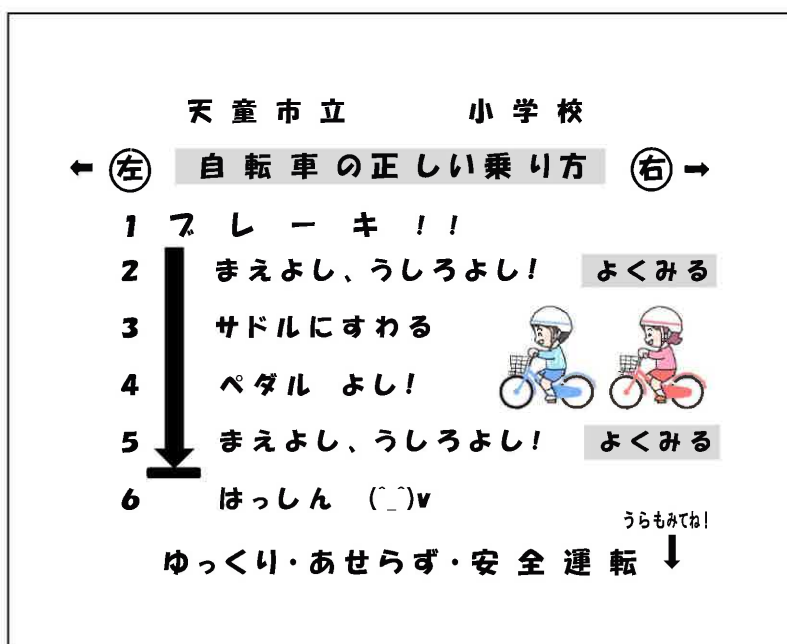 天童市立　　　小学校
← 左 自転車の正しい乗り方 右 →
1 ブレーキ！！
2 まえよし、うしろよし！ よくみる
3 サドルにすわる
4 ペダル よし！
5 まえよし、うしろよし！ よくみる
6 はっしん (^_^)v
うらもみてね！
ゆっくり・あせらず・安全運転 ↓